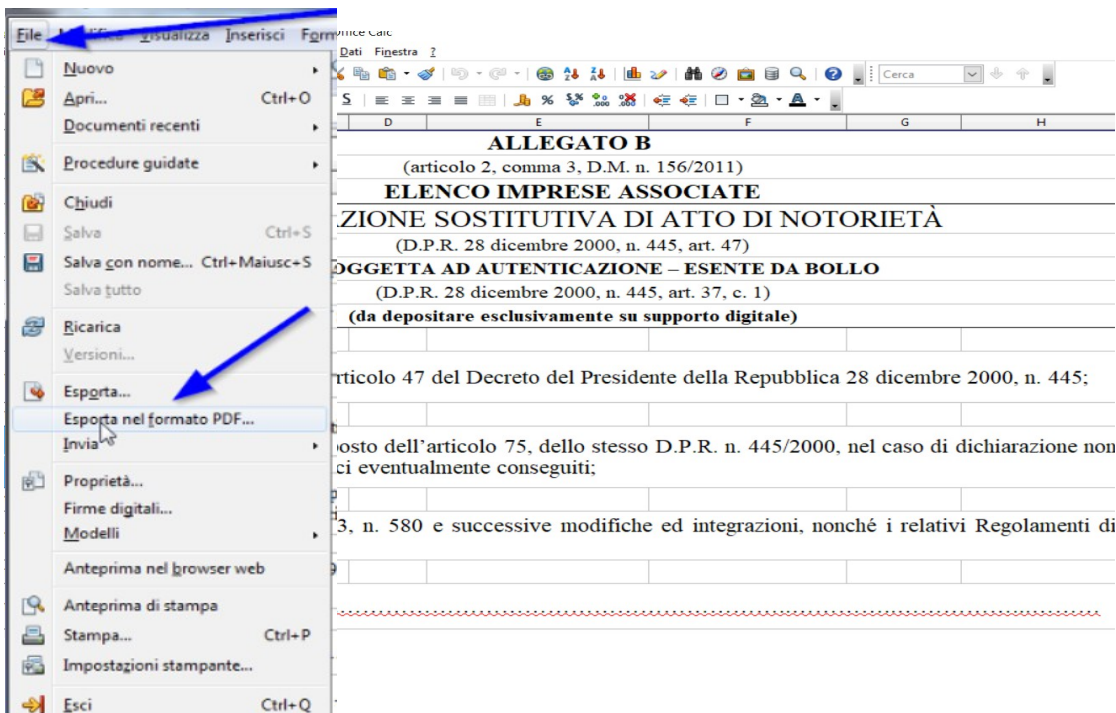 File Modifica Visualizza Inserisci Form
Office Calc
Dati Finestra ?
Cerca
S %
D E F G H
Nuovo
Apri... Ctrl+O
Documenti recenti
Procedure guidate
Chiudi
Salva Ctrl+S
Salva con nome... Ctrl+Maiusc+S
Salva tutto
Ricarica
Versioni...
Esporta...
Esporta nel formato PDF...
Invia
Proprietà...
Firme digitali...
Modelli
Anteprima nel browser web
Anteprima di stampa
Stampa... Ctrl+P
Impostazioni stampante...
Esci Ctrl+Q
ALLEGATO B
(articolo 2, comma 3, D.M. n. 156/2011)
ELENCO IMPRESE ASSOCIATE
ZIONE SOSTITUTIVA DI ATTO DI NOTORIETÀ
(D.P.R. 28 dicembre 2000, n. 445, art. 47)
OGGETTA AD AUTENTICAZIONE – ESENTE DA BOLLO
(D.P.R. 28 dicembre 2000, n. 445, art. 37, c. 1)
(da depositare esclusivamente su supporto digitale)
rticolo 47 del Decreto del Presidente della Repubblica 28 dicembre 2000, n. 445;
osto dell’articolo 75, dello stesso D.P.R. n. 445/2000, nel caso di dichiarazione non
ci eventualmente conseguiti;
3, n. 580 e successive modifiche ed integrazioni, nonché i relativi Regolamenti di